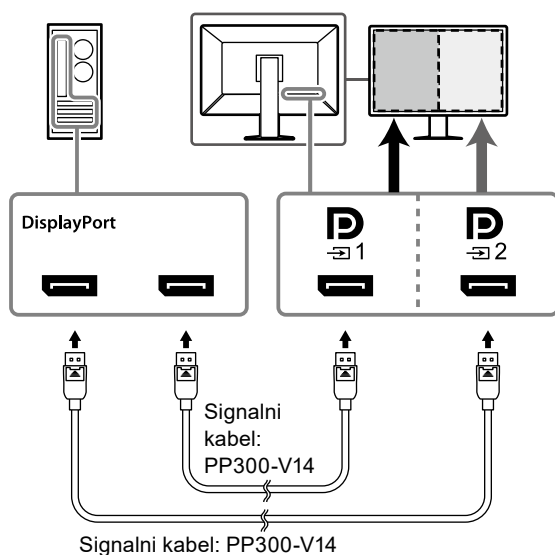 DisplayPort
1
2
Signalni
kabel:
PP300-V14
Signalni kabel: PP300-V14